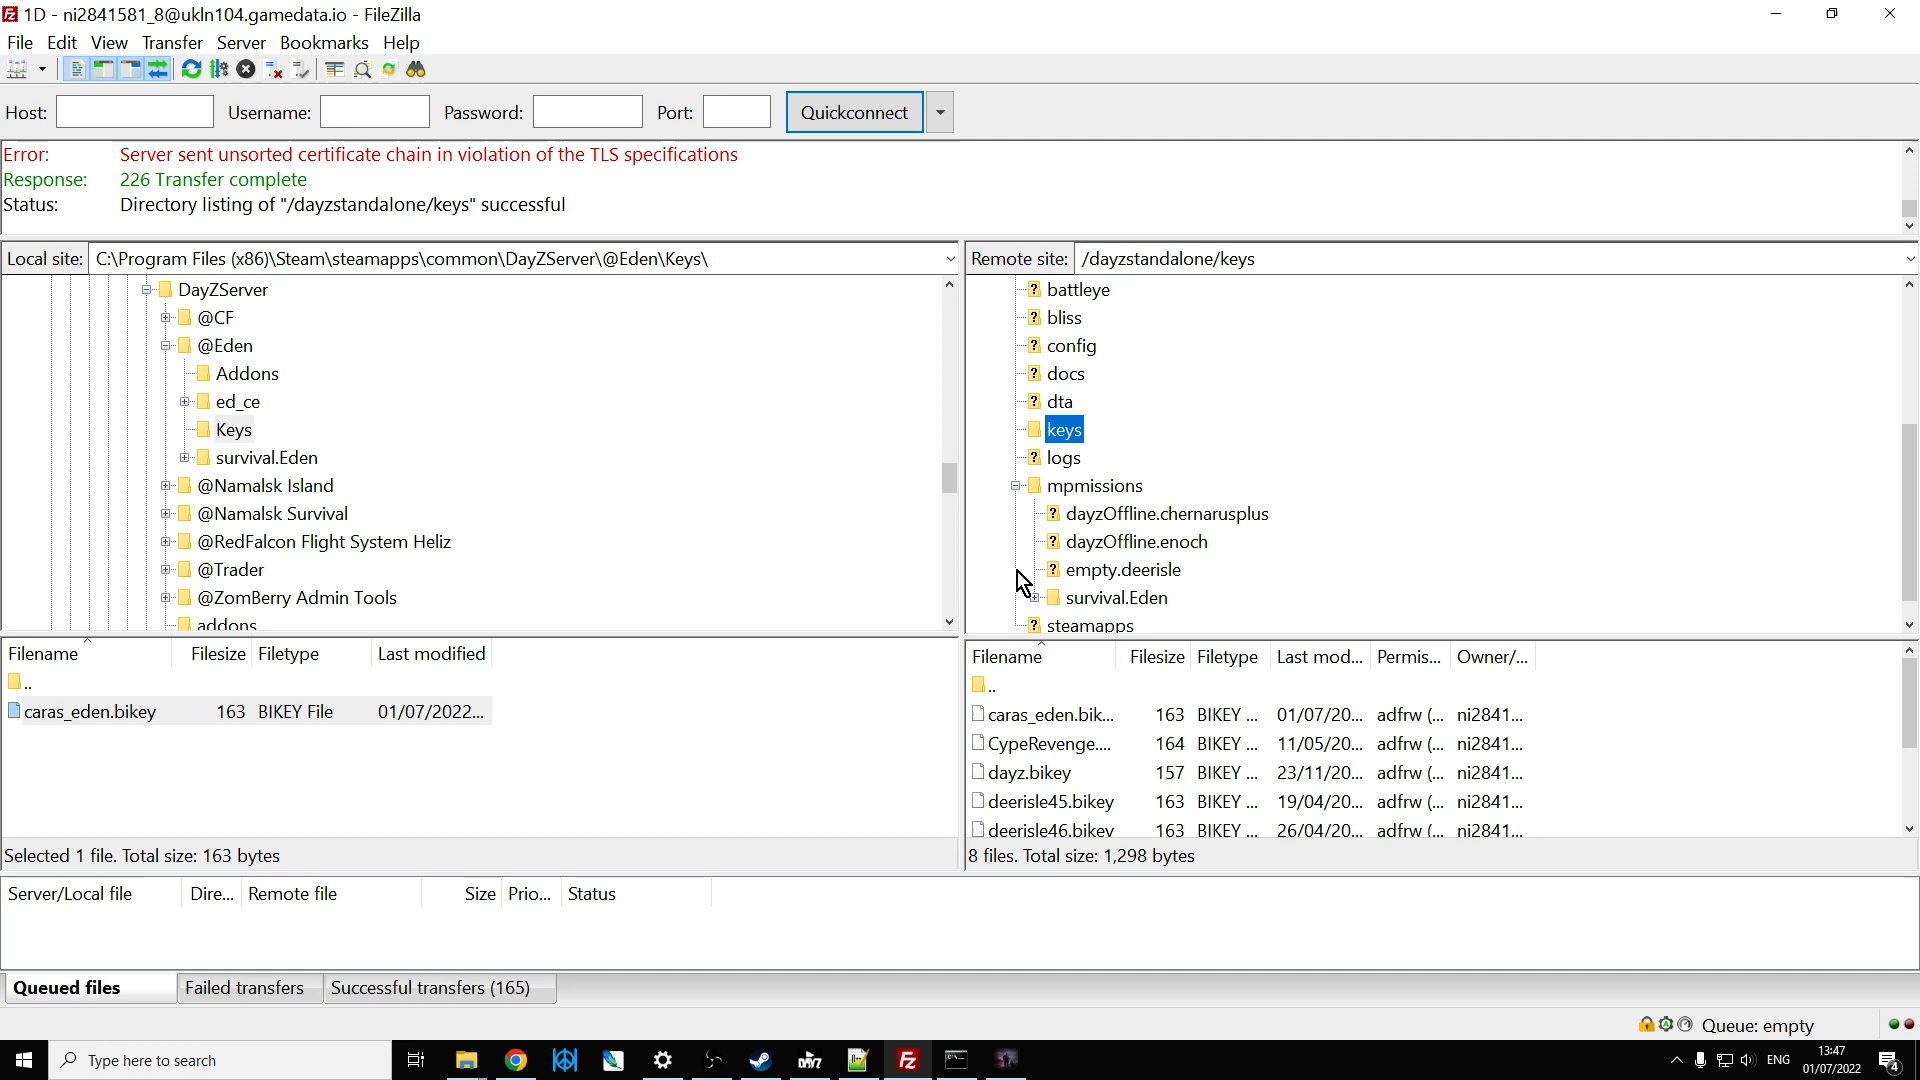 1D - ni2841581_8@ukln104.gamedata.io - FileZilla
File Edit View Transfer Server Bookmarks Help
Host: Username: Password: Port: Quickconnect
Error: Server sent unsorted certificate chain in violation of the TLS specifications
Response: 226 Transfer complete
Status: Directory listing of "/dayzstandalone/keys" successful
Local site: C:\Program Files (x86)\Steam\steamapps\common\DayZServer\@Eden\Keys\
DayZServer
@CF
@Eden
Addons
ed_ce
Keys
survival.Eden
@Namalsk Island
@Namalsk Survival
@RedFalcon Flight System Heliz
@Trader
@ZomBerry Admin Tools
addons
Remote site: /dayzstandalone/keys
battleye
bliss
config
docs
dta
keys
logs
mpmissions
dayzOffline.chernarusplus
dayzOffline.enoch
empty.deerisle
survival.Eden
steamapps
Filename Filesize Filetype Last modified
..
caras_eden.bikey 163 BIKEY File 01/07/2022...
Selected 1 file. Total size: 163 bytes
Filename Filesize Filetype Last mod... Permis... Owner/...
..
caras_eden.bik... 163 BIKEY ... 01/07/20... adfrw (... ni2841...
CypeRevenge.... 164 BIKEY ... 11/05/20... adfrw (... ni2841...
dayz.bikey 157 BIKEY ... 23/11/20... adfrw (... ni2841...
deerisle45.bikey 163 BIKEY ... 19/04/20... adfrw (... ni2841...
deerisle46.bikey 163 BIKEY ... 26/04/20... adfrw (... ni2841...
8 files. Total size: 1,298 bytes
Server/Local file Dire... Remote file Size Prio... Status
Queued files Failed transfers Successful transfers (165)
Queue: empty
Type here to search
ENG
13:47
01/07/2022
4